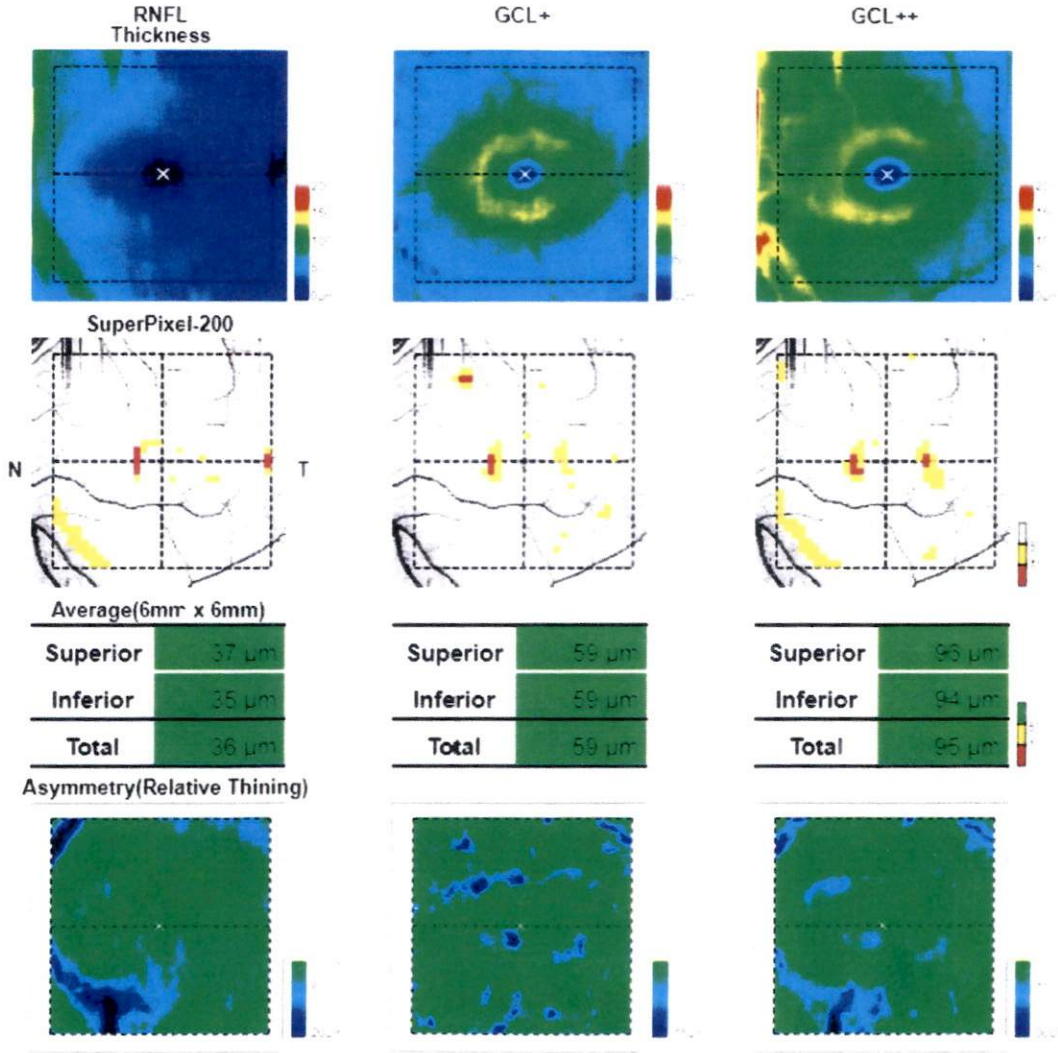 RNFL
Thickness
GCL+
GCL++
SuperPixel-200
N
T
Average(6mm x 6mm)
Superior 37 µm
Inferior 35 µm
Total 36 µm
Superior 59 µm
Inferior 59 µm
Total 59 µm
Superior 96 µm
Inferior 94 µm
Total 95 µm
Asymmetry(Relative Thining)